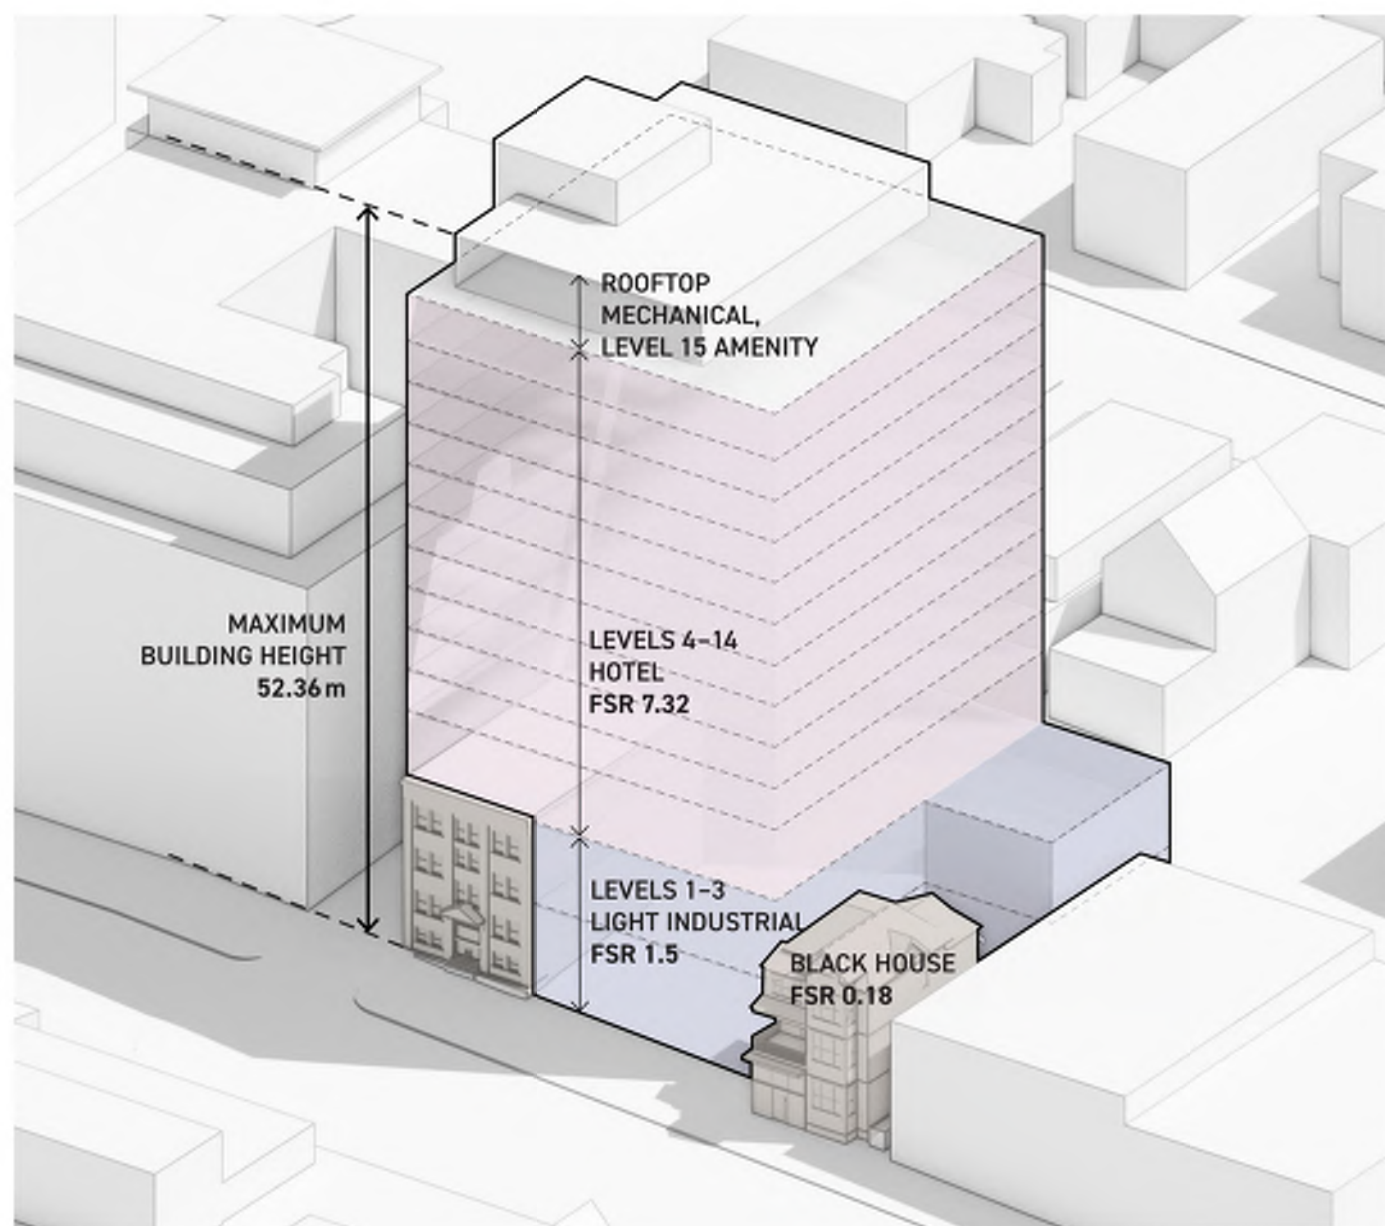 ROOFTOP
MECHANICAL,
LEVEL 15 AMENITY
MAXIMUM
BUILDING HEIGHT
52.36 m
LEVELS 4–14
HOTEL
FSR 7.32
LEVELS 1–3
LIGHT INDUSTRIAL
FSR 1.5
BLACK HOUSE
FSR 0.18